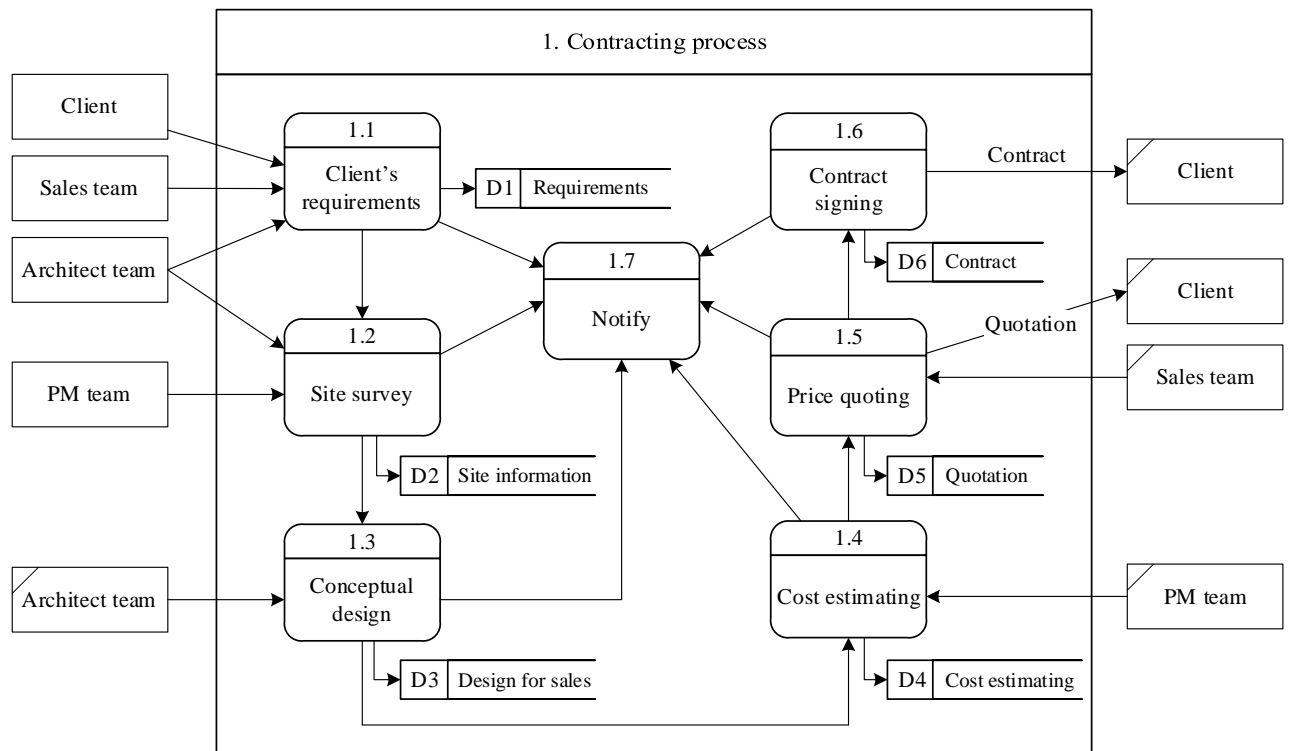 1. Contracting process
Client
Sales team
Architect team
PM team
Architect team
1.1
Client’s
requirements
D1 Requirements
1.2
Site survey
D2 Site information
1.3
Conceptual
design
D3 Design for sales
1.7
Notify
1.6
Contract
signing
D6 Contract
1.5
Price quoting
D5 Quotation
1.4
Cost estimating
D4 Cost estimating
Contract
Client
Quotation
Client
Sales team
PM team